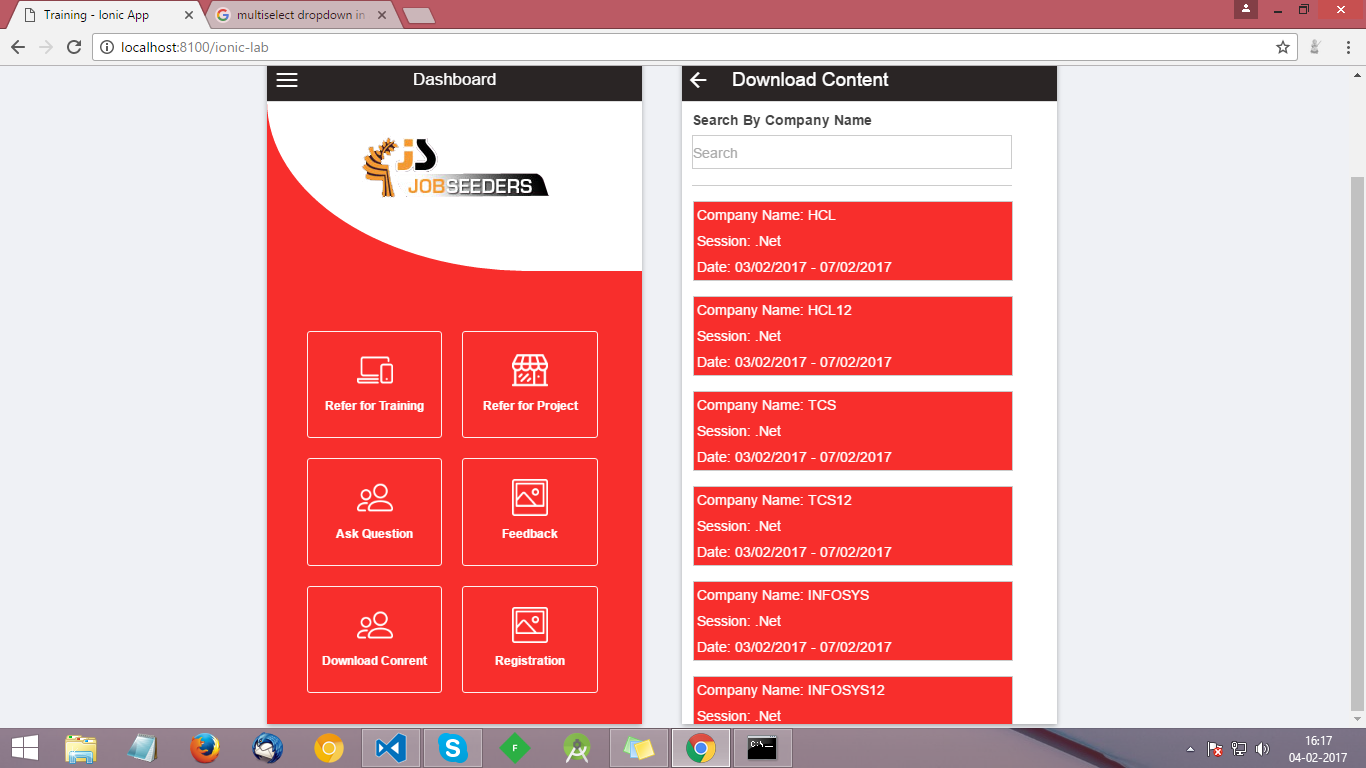 Training - Ionic App
multiselect dropdown in
localhost:8100/ionic-lab
Dashboard
JS
JOBSEEDERS
Refer for Training
Refer for Project
Ask Question
Feedback
Download Conrent
Registration
Download Content
Search By Company Name
Search
Company Name: HCL
Session: .Net
Date: 03/02/2017 - 07/02/2017
Company Name: HCL12
Session: .Net
Date: 03/02/2017 - 07/02/2017
Company Name: TCS
Session: .Net
Date: 03/02/2017 - 07/02/2017
Company Name: TCS12
Session: .Net
Date: 03/02/2017 - 07/02/2017
Company Name: INFOSYS
Session: .Net
Date: 03/02/2017 - 07/02/2017
Company Name: INFOSYS12
Session: .Net
F
C:\.
16:17
04-02-2017